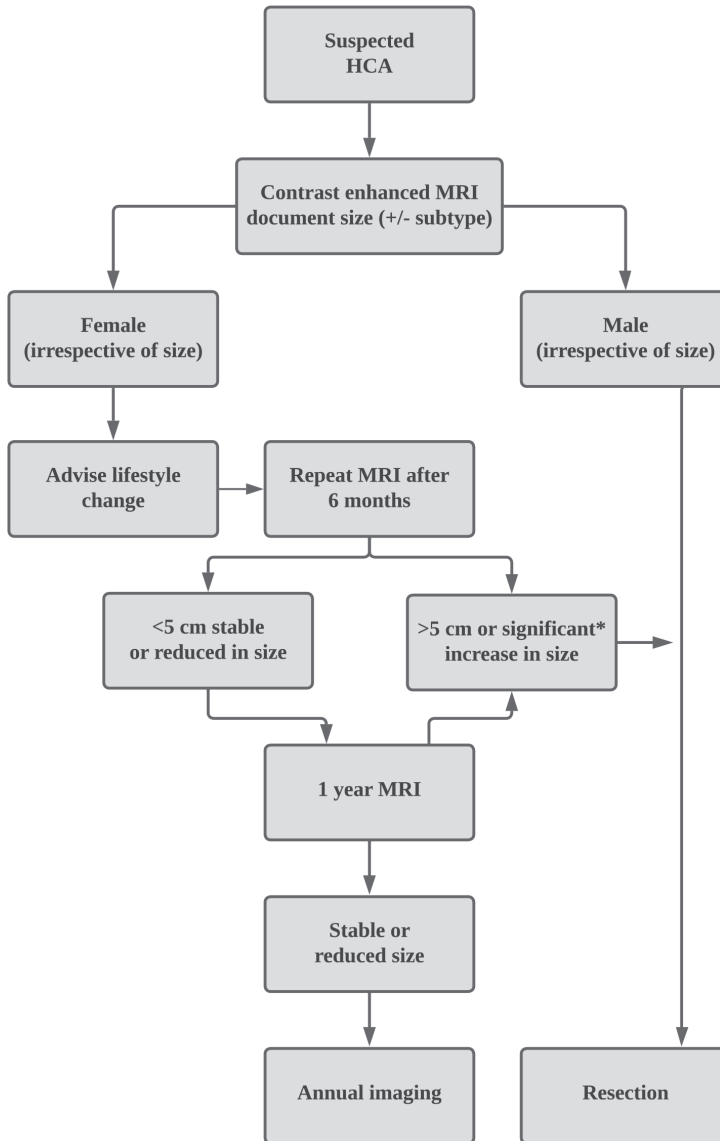 Suspected
HCA
Contrast enhanced MRI
document size (+/- subtype)
Female
(irrespective of size)
Male
(irrespective of size)
Advise lifestyle
change
Repeat MRI after
6 months
<5 cm stable
or reduced in size
>5 cm or significant*
increase in size
1 year MRI
Stable or
reduced size
Annual imaging
Resection